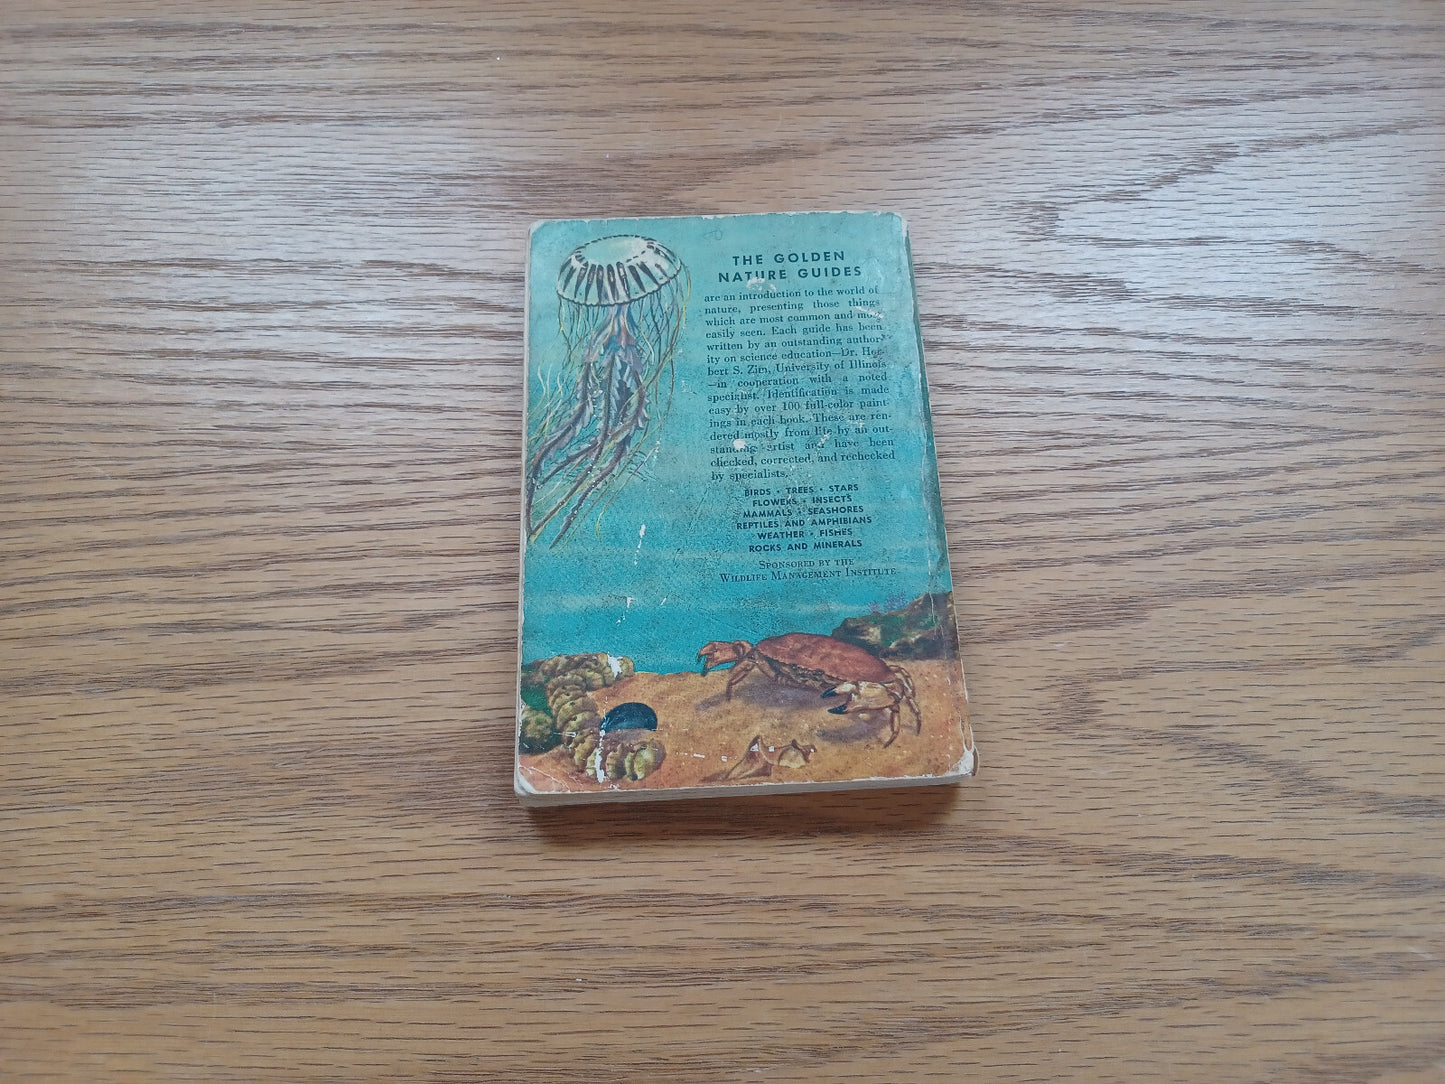 THE GOLDEN
NATURE GUIDES
are an introduction to the world of
nature, presenting those things
which are most common and most
easily seen. Each guide has been
written by an outstanding author-
ity on science education—Dr. Her-
bert S. Zim, University of Illinois
—in cooperation with a noted
specialist. Identification is made
easy by over 100 full-color paint-
ings in each book. These are ren-
dered mostly from life by an out-
standing artist and have been
checked, corrected, and rechecked
by specialists.
BIRDS • TREES • STARS
FLOWERS • INSECTS
MAMMALS • SEASHORES
REPTILES AND AMPHIBIANS
WEATHER • FISHES
ROCKS AND MINERALS
SPONSORED BY THE
WILDLIFE MANAGEMENT INSTITUTE